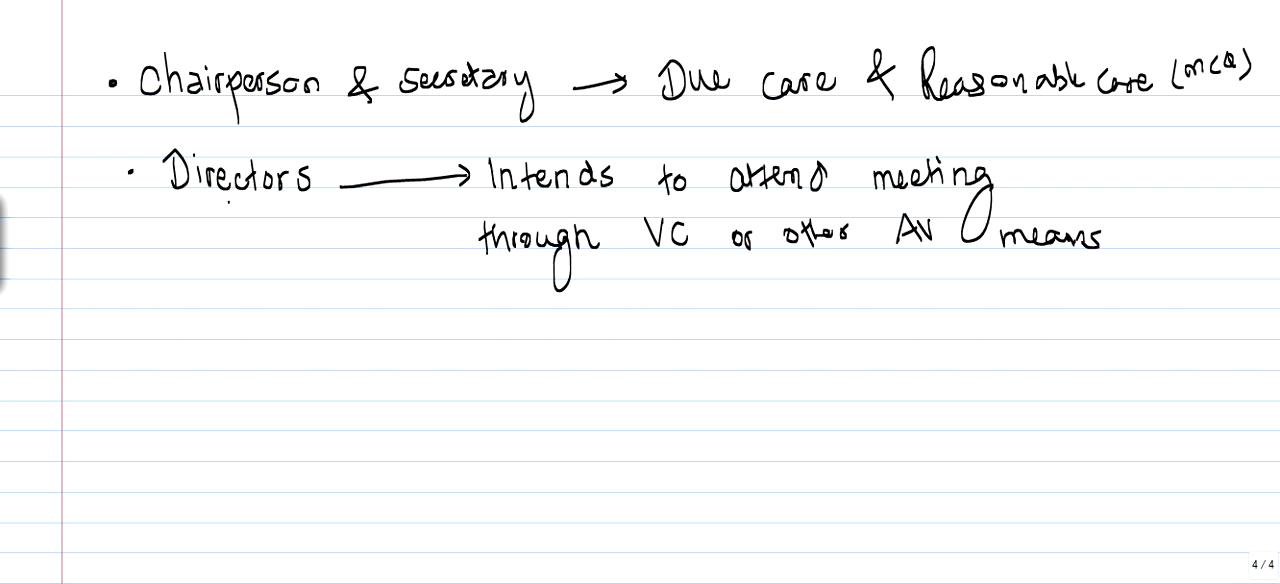 • Chairperson & Secretary → Due care & Reasonable care (MCQ)
• Directors → Intends to attend meeting
through VC or other AV means
4 / 4